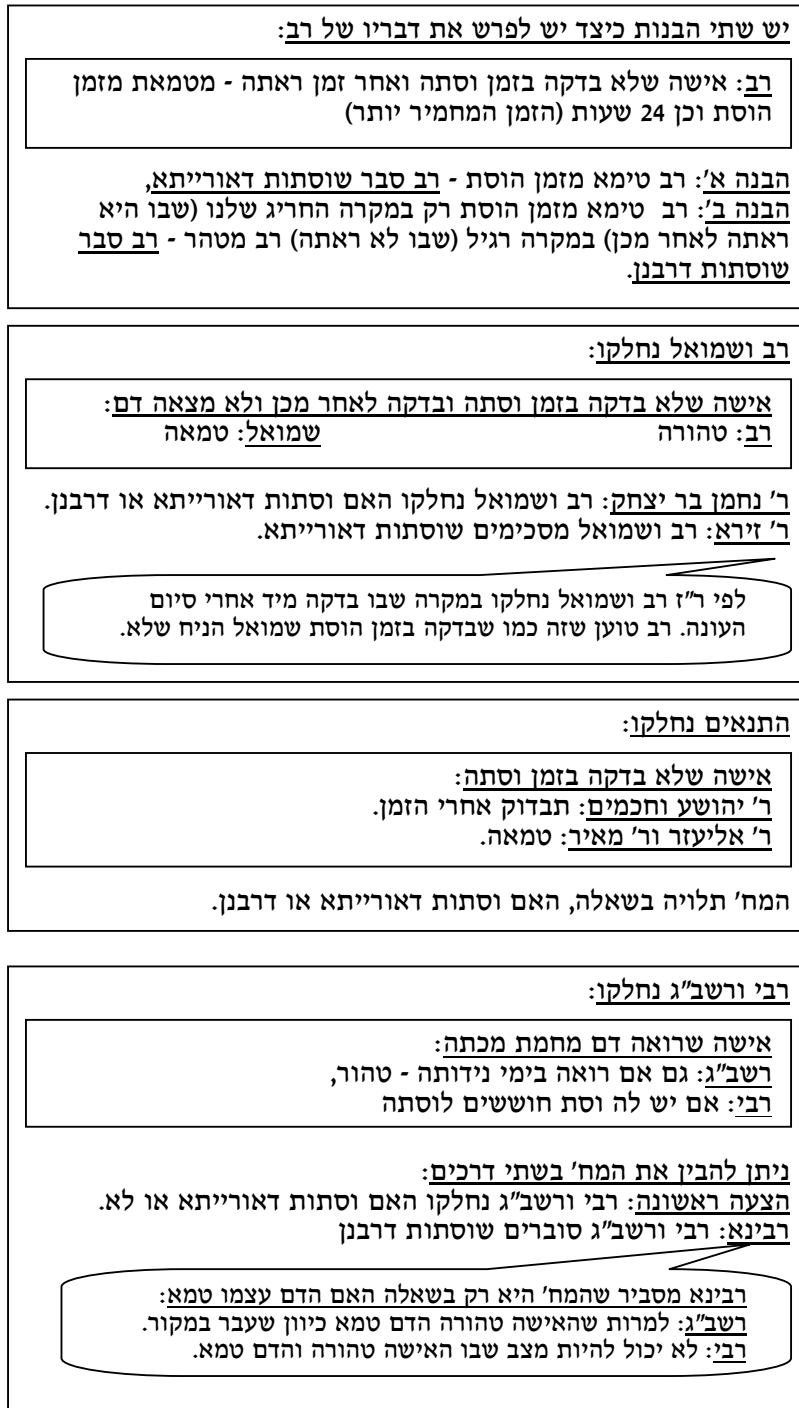 יש שתי הבנות כיצד יש לפרש את דבריו של רב:
רב: אישה שלא בדקה בזמן וסתה ואחר זמן ראתה - מטמאת מזמן
הוסת וכן 24 שעות (הזמן המחמיר יותר)
הבנה א': רב טימא מזמן הוסת - רב סבר שוסתות דאורייתא,
הבנה ב': רב טימא מזמן הוסת רק במקרה החריג שלנו (שבו היא
ראתה לאחר מכן) במקרה רגיל (שבו לא ראתה) רב מטהר - רב סבר
שוסתות דרבנן.
רב ושמואל נחלקו:
אישה שלא בדקה בזמן וסתה ובדקה לאחר מכן ולא מצאה דם:
רב: טהורה שמואל: טמאה
ר' נחמן בר יצחק: רב ושמואל נחלקו האם וסתות דאורייתא או דרבנן.
ר' זירא: רב ושמואל מסכימים שוסתות דאורייתא.
לפי ר"ז רב ושמואל נחלקו במקרה שבו בדקה מיד אחרי סיום
העונה. רב טוען שזה כמו שבדקה בזמן הוסת שמואל הניח שלא.
התנאים נחלקו:
אישה שלא בדקה בזמן וסתה:
ר' יהושע וחכמים: תבדוק אחרי הזמן.
ר' אליעזר ור' מאיר: טמאה.
המח' תלויה בשאלה, האם וסתות דאורייתא או דרבנן.
רבי ורשב"ג נחלקו:
אישה שרואה דם מחמת מכתה:
רשב"ג: גם אם רואה בימי נידותה - טהור,
רבי: אם יש לה וסת חוששים לוסתה
ניתן להבין את המח' בשתי דרכים:
הצעה ראשונה: רבי ורשב"ג נחלקו האם וסתות דאורייתא או לא.
רבינא: רבי ורשב"ג סוברים שוסתות דרבנן
רבינא מסביר שהמח' היא רק בשאלה האם הדם עצמו טמא:
רשב"ג: למרות שהאישה טהורה הדם טמא כיוון שעבר במקור.
רבי: לא יכול להיות מצב שבו האישה טהורה והדם טמא.